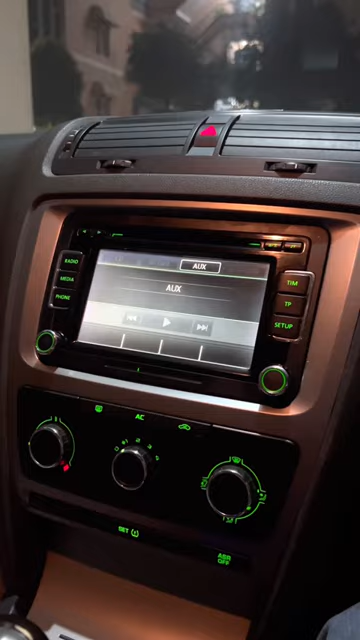 AUX
RADIO
MEDIA
PHONE
AUX
TIM
TP
SETUP
AC
SET
ASR
OFF